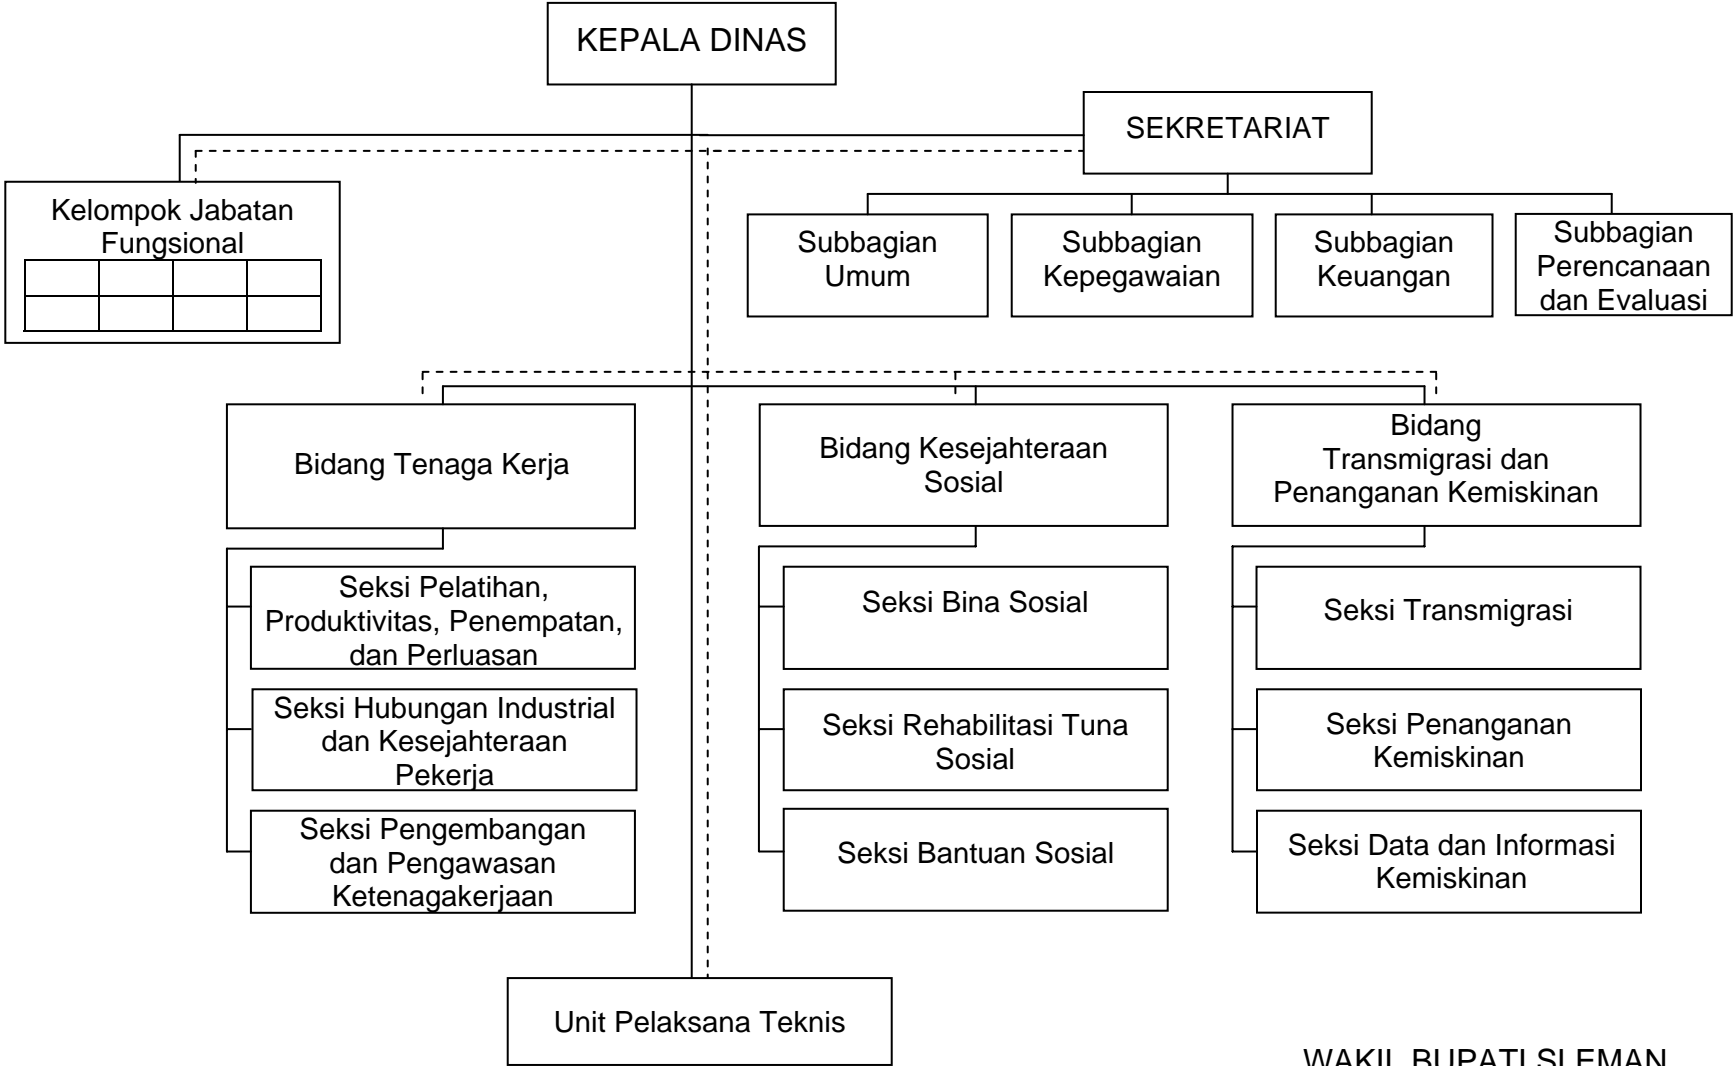 KEPALA DINAS
SEKRETARIAT
Kelompok Jabatan
Fungsional
Subbagian
Umum
Subbagian
Kepegawaian
Subbagian
Keuangan
Subbagian
Perencanaan
dan Evaluasi
Bidang Tenaga Kerja
Bidang Kesejahteraan
Sosial
Bidang
Transmigrasi dan
Penanganan Kemiskinan
Seksi Pelatihan,
Produktivitas, Penempatan,
dan Perluasan
Seksi Hubungan Industrial
dan Kesejahteraan
Pekerja
Seksi Pengembangan
dan Pengawasan
Ketenagakerjaan
Seksi Bina Sosial
Seksi Rehabilitasi Tuna
Sosial
Seksi Bantuan Sosial
Seksi Transmigrasi
Seksi Penanganan
Kemiskinan
Seksi Data dan Informasi
Kemiskinan
Unit Pelaksana Teknis
WAKIL BUPATI SLEMAN